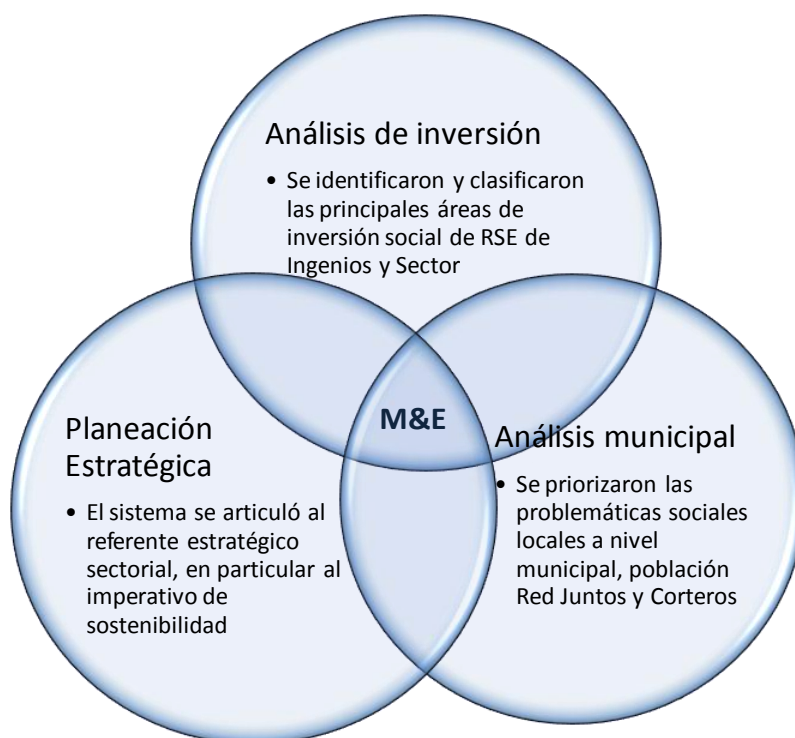 Análisis de inversión
• Se identificaron y clasificaron
las principales áreas de
inversión social de RSE de
Ingenios y Sector
M&E
Planeación
Estratégica
• El sistema se articuló al
referente estratégico
sectorial, en particular al
imperativo de
sostenibilidad
Análisis municipal
• Se priorizaron las
problemáticas sociales
locales a nivel
municipal, población
Red Juntos y Corteros